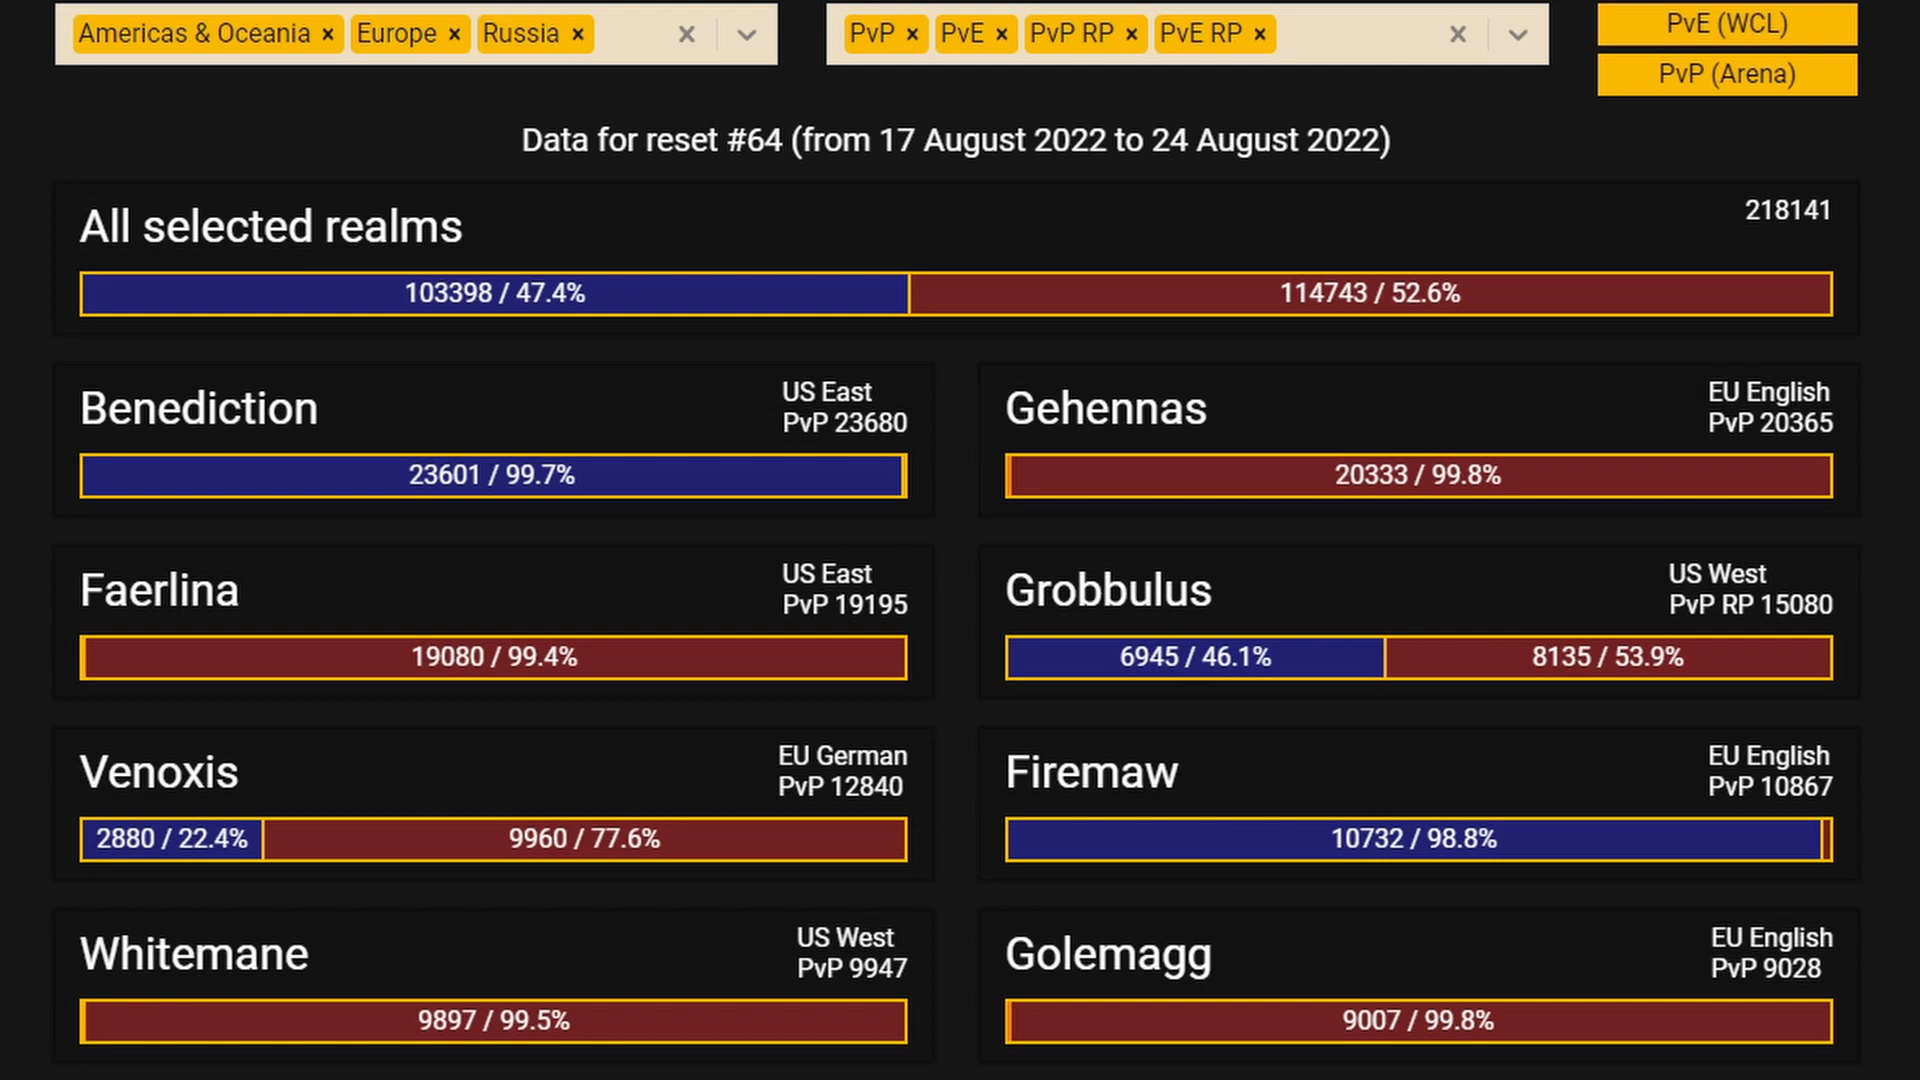 Americas & Oceania × Europe × Russia ×
PvP × PvE × PvP RP × PvE RP ×
PvE (WCL)
PvP (Arena)
Data for reset #64 (from 17 August 2022 to 24 August 2022)
All selected realms
218141
103398 / 47.4%
114743 / 52.6%
Benediction
US East
PvP 23680
23601 / 99.7%
Gehennas
EU English
PvP 20365
20333 / 99.8%
Faerlina
US East
PvP 19195
19080 / 99.4%
Grobbulus
US West
PvP RP 15080
6945 / 46.1%
8135 / 53.9%
Venoxis
EU German
PvP 12840
2880 / 22.4%
9960 / 77.6%
Firemaw
EU English
PvP 10867
10732 / 98.8%
Whitemane
US West
PvP 9947
9897 / 99.5%
Golemagg
EU English
PvP 9028
9007 / 99.8%